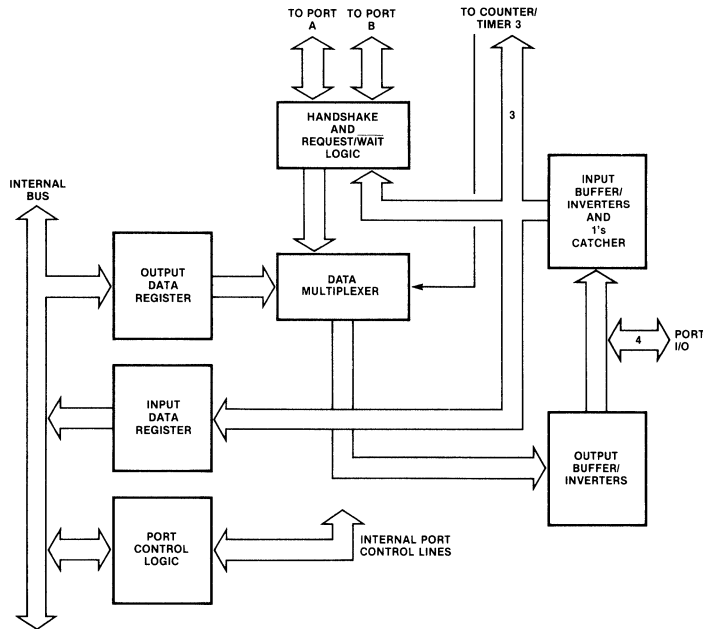 TO PORT
A
TO PORT
B
TO COUNTER/
TIMER 3
3
HANDSHAKE
AND
REQUEST/WAIT
LOGIC
INPUT
BUFFER/
INVERTERS
AND
1's
CATCHER
INTERNAL
BUS
OUTPUT
DATA
REGISTER
DATA
MULTIPLEXER
4
PORT
I/O
INPUT
DATA
REGISTER
OUTPUT
BUFFER/
INVERTERS
PORT
CONTROL
LOGIC
INTERNAL PORT
CONTROL LINES